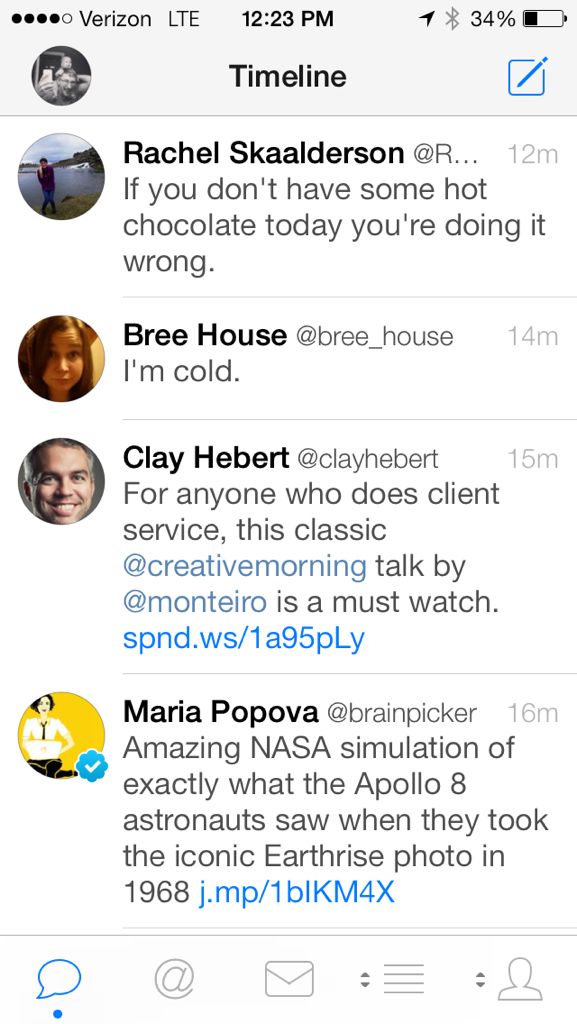 Verizon LTE 12:23 PM 34%
Timeline
Rachel Skaalderson @R... 12m
If you don't have some hot
chocolate today you're doing it
wrong.
Bree House @bree_house 14m
I'm cold.
Clay Hebert @clayhebert 15m
For anyone who does client
service, this classic
@creativemorning talk by
@monteiro is a must watch.
spnd.ws/1a95pLy
Maria Popova @brainpicker 16m
Amazing NASA simulation of
exactly what the Apollo 8
astronauts saw when they took
the iconic Earthrise photo in
1968 j.mp/1blKM4X
@